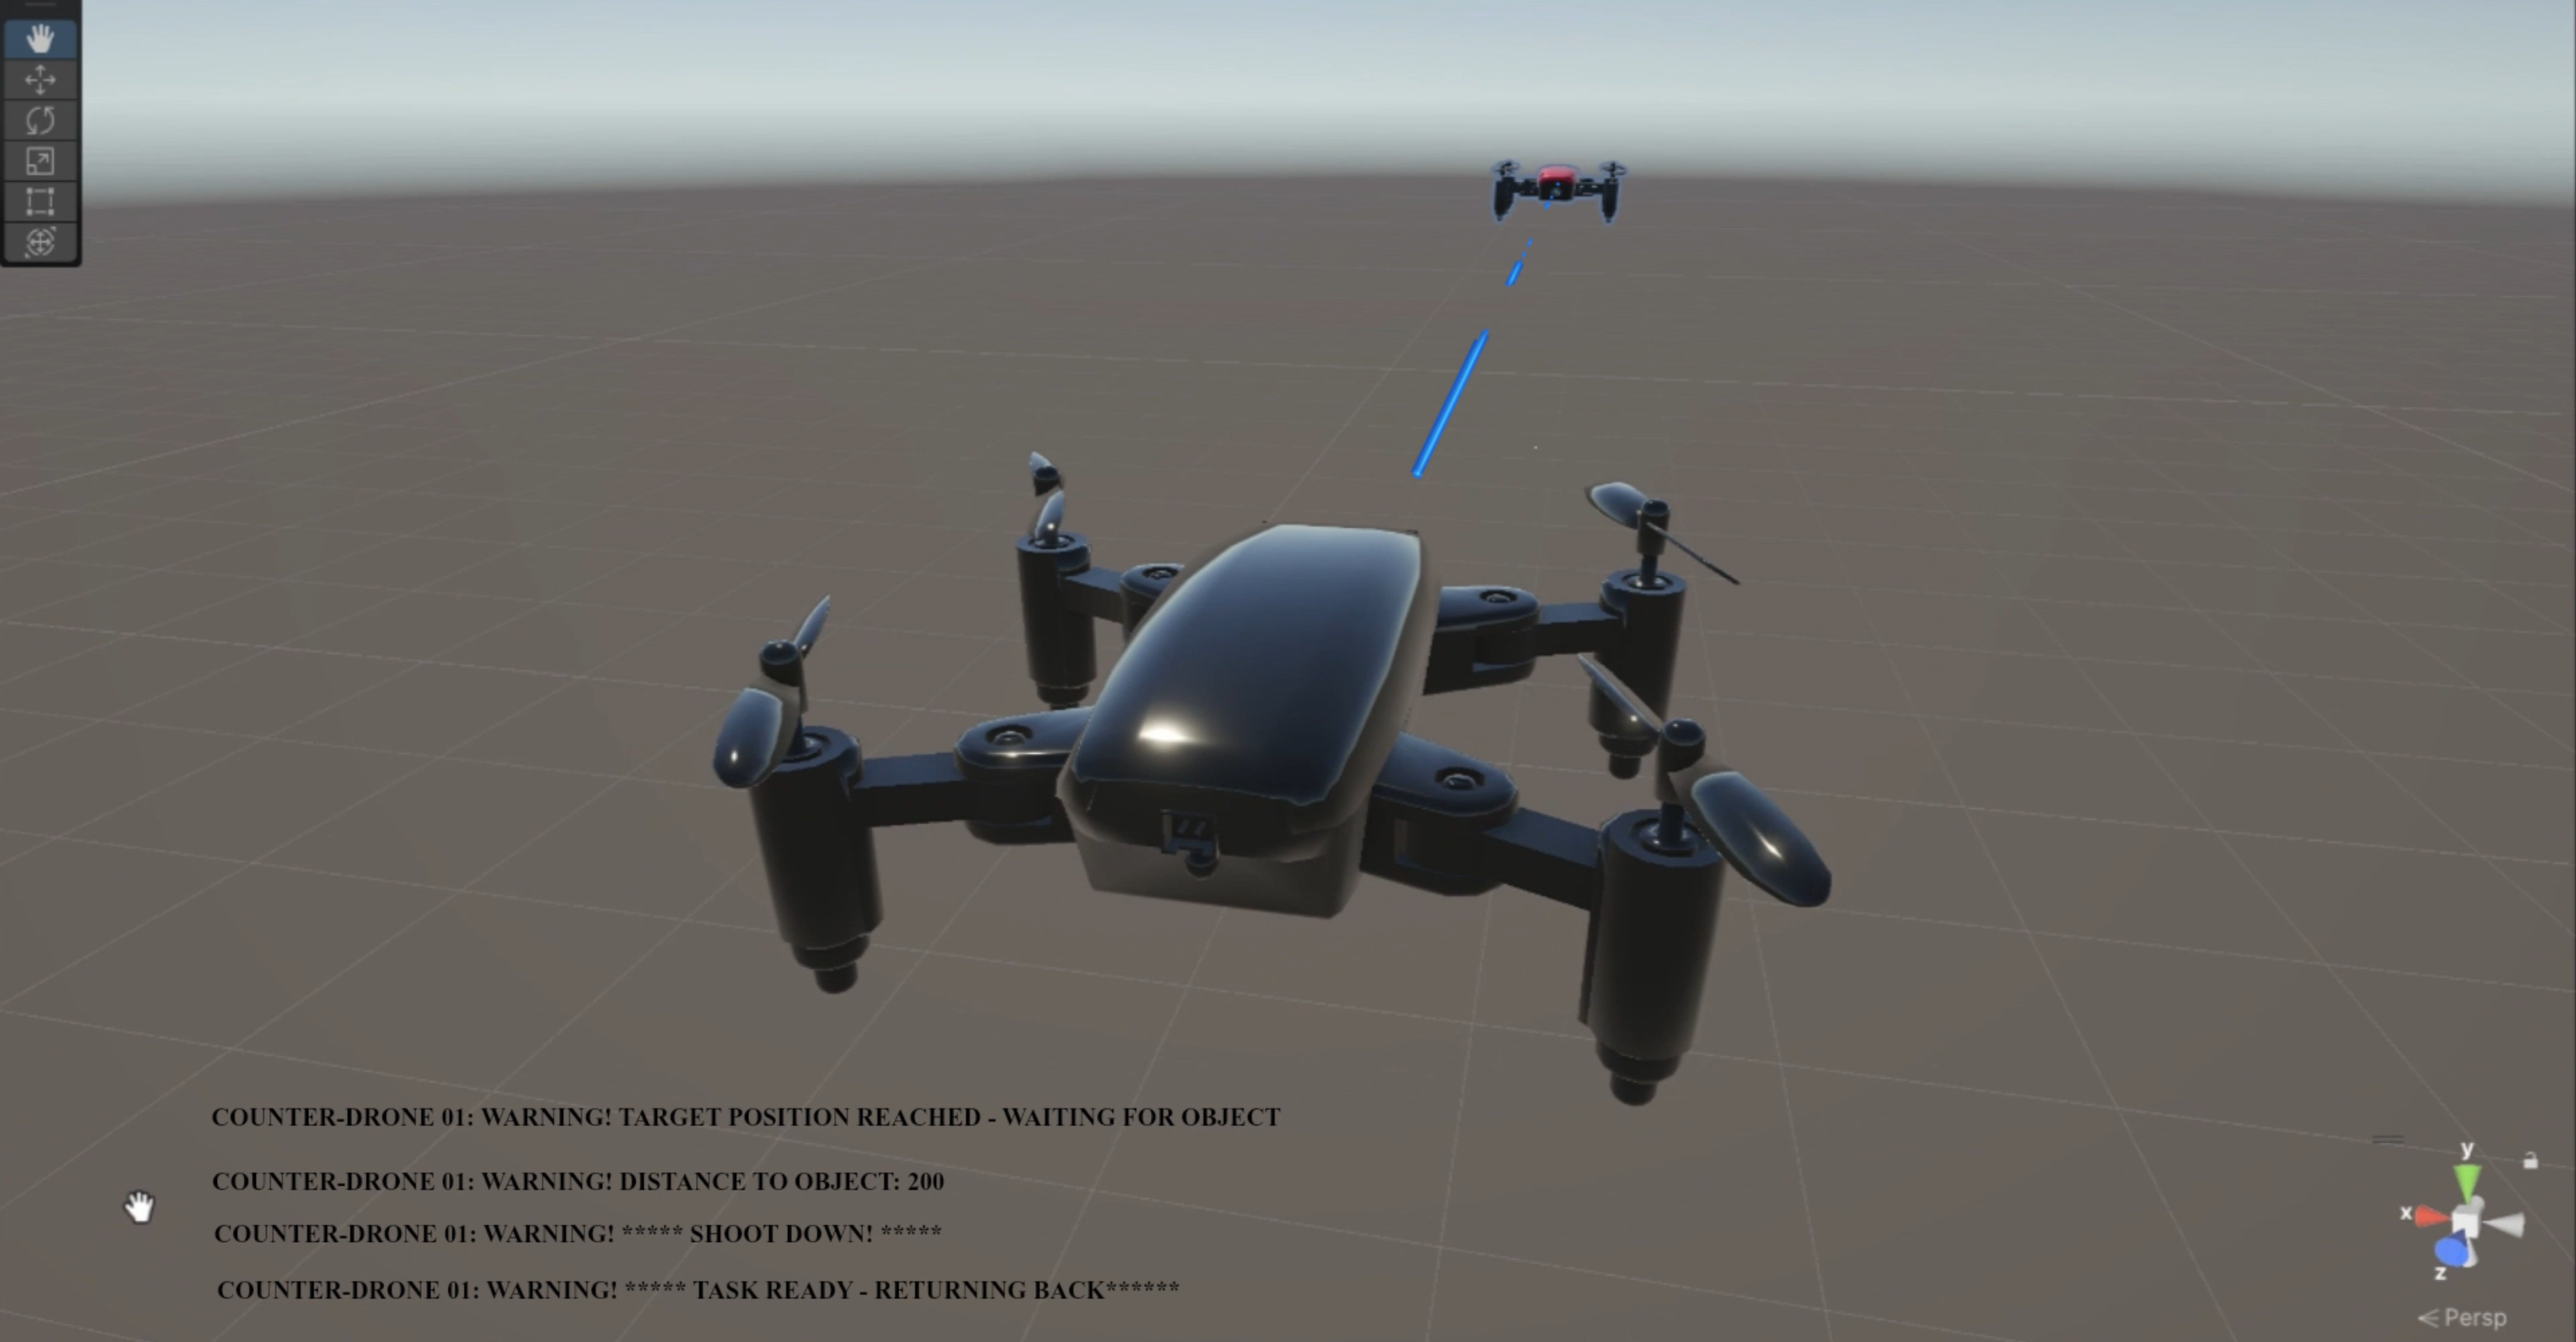 COUNTER-DRONE 01: WARNING! TARGET POSITION REACHED - WAITING FOR OBJECT
COUNTER-DRONE 01: WARNING! DISTANCE TO OBJECT: 200
COUNTER-DRONE 01: WARNING! ***** SHOOT DOWN! *****
COUNTER-DRONE 01: WARNING! ***** TASK READY - RETURNING BACK******
y
x
z
< Persp